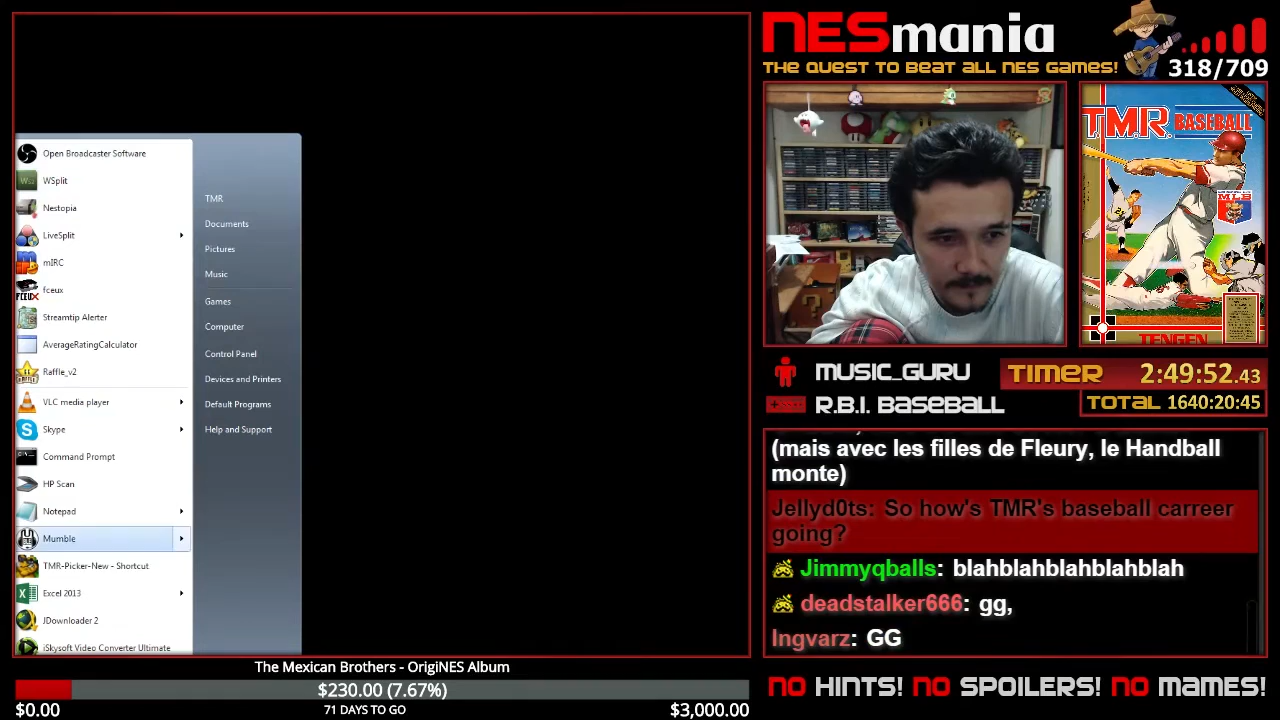 NESmania
THE QUEST TO BEAT ALL NES GAMES!
318/709
Open Broadcaster Software
WSplit
Nestopia
LiveSplit
mIRC
fceux
Streamtip Alerter
AverageRatingCalculator
Raffle_v2
VLC media player
Skype
Command Prompt
HP Scan
Notepad
Mumble
TMR-Picker-New - Shortcut
Excel 2013
JDownloader 2
iSkysoft Video Converter Ultimate
TMR
Documents
Pictures
Music
Games
Computer
Control Panel
Devices and Printers
Default Programs
Help and Support
T.M.R. BASEBALL
MLB
TENGEN
MUSIC_GURU
TIMER 2:49:52.43
R.B.I. BASEBALL
TOTAL 1640:20:45
(mais avec les filles de Fleury, le Handball
monte)
Jellyd0ts: So how's TMR's baseball carreer
going?
Jimmyqballs: blahblahblahblahblah
deadstalker666: gg,
Ingvarz: GG
The Mexican Brothers - OrigiNES Album
$230.00 (7.67%)
$0.00
71 DAYS TO GO
$3,000.00
NO HINTS! NO SPOILERS! NO MAMES!